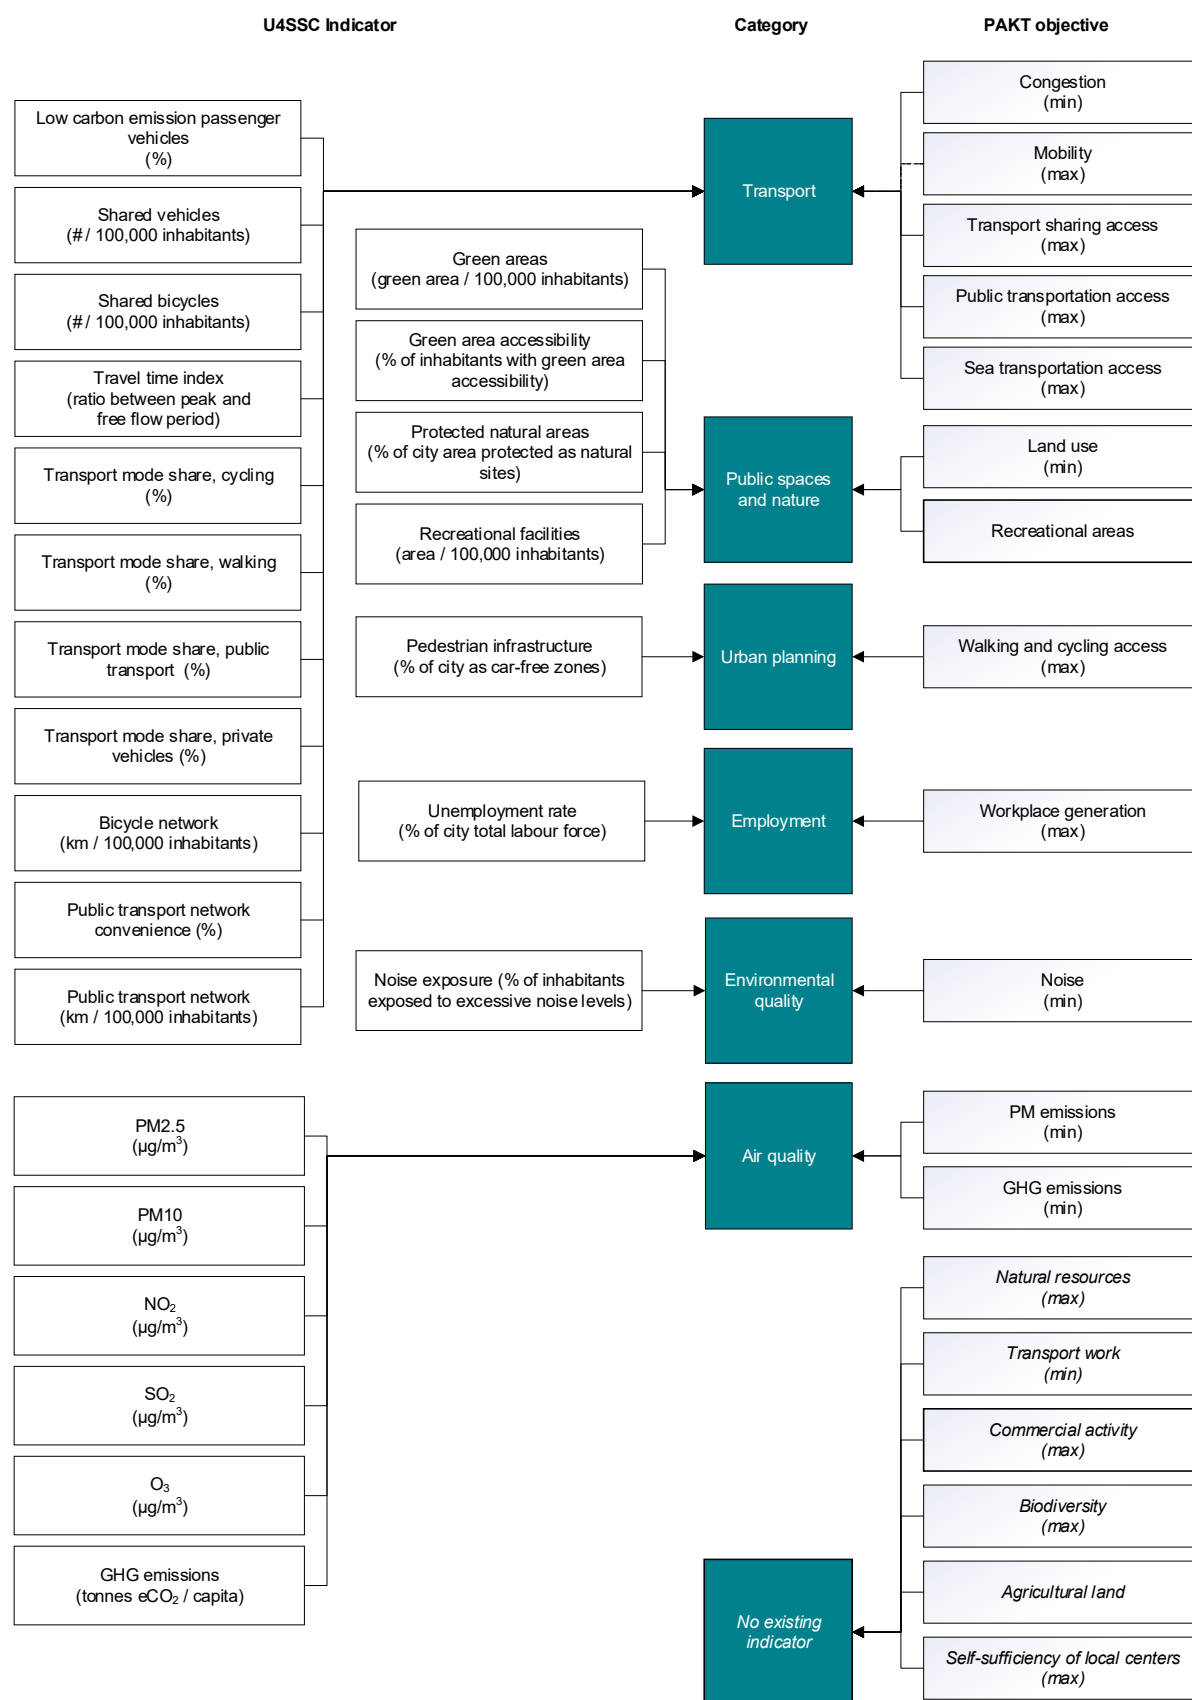 U4SSC Indicator
Category
PAKT objective
Low carbon emission passenger
vehicles
(%)
Shared vehicles
(# / 100,000 inhabitants)
Shared bicycles
(# / 100,000 inhabitants)
Travel time index
(ratio between peak and
free flow period)
Transport mode share, cycling
(%)
Transport mode share, walking
(%)
Transport mode share, public
transport (%)
Transport mode share, private
vehicles (%)
Bicycle network
(km / 100,000 inhabitants)
Public transport network
convenience (%)
Public transport network
(km / 100,000 inhabitants)
Green areas
(green area / 100,000 inhabitants)
Green area accessibility
(% of inhabitants with green area
accessibility)
Protected natural areas
(% of city area protected as natural
sites)
Recreational facilities
(area / 100,000 inhabitants)
Pedestrian infrastructure
(% of city as car-free zones)
Unemployment rate
(% of city total labour force)
Noise exposure (% of inhabitants
exposed to excessive noise levels)
Transport
Public spaces
and nature
Urban planning
Employment
Environmental
quality
Congestion
(min)
Mobility
(max)
Transport sharing access
(max)
Public transportation access
(max)
Sea transportation access
(max)
Land use
(min)
Recreational areas
Walking and cycling access
(max)
Workplace generation
(max)
Noise
(min)
PM2.5
(µg/m³)
PM10
(µg/m³)
NO₂
(µg/m³)
SO₂
(µg/m³)
O₃
(µg/m³)
GHG emissions
(tonnes eCO₂ / capita)
Air quality
No existing
indicator
PM emissions
(min)
GHG emissions
(min)
Natural resources
(max)
Transport work
(min)
Commercial activity
(max)
Biodiversity
(max)
Agricultural land
Self-sufficiency of local centers
(max)